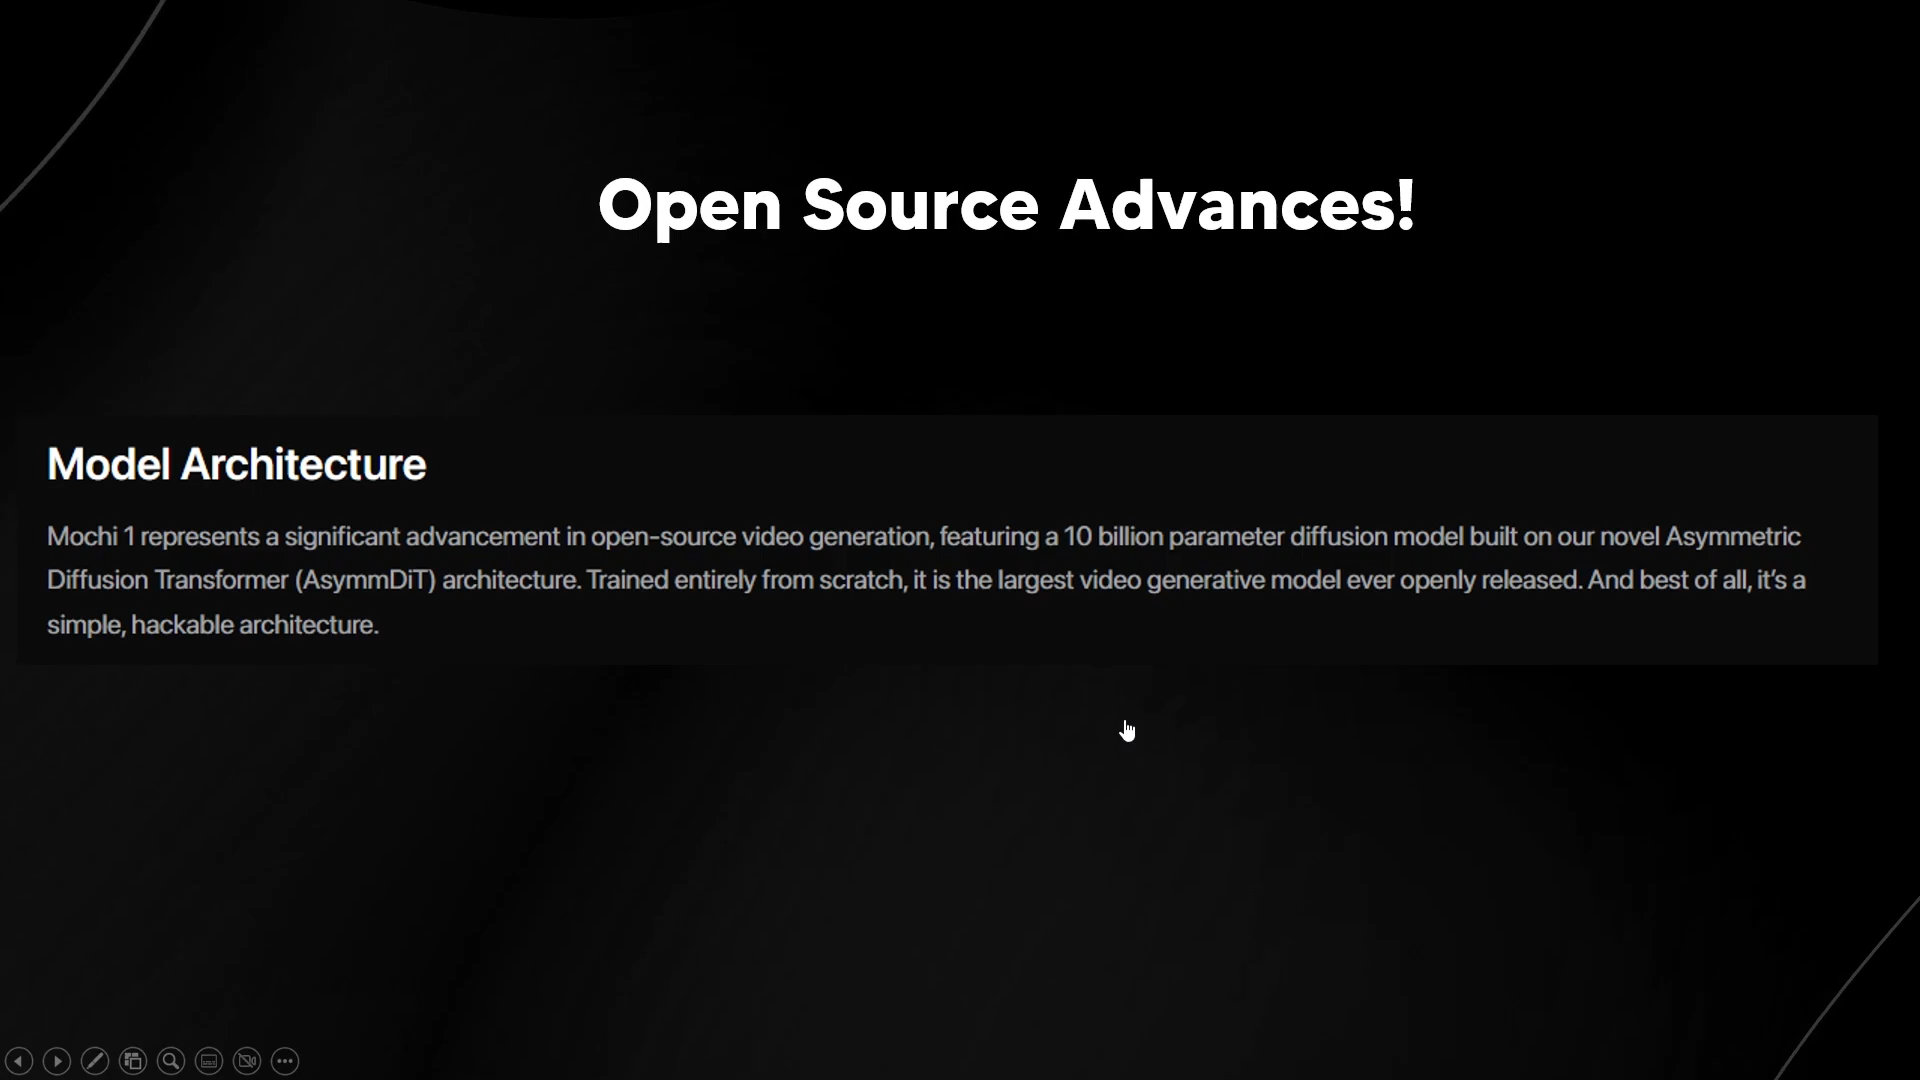 Open Source Advances!
Model Architecture
Mochi 1 represents a significant advancement in open-source video generation, featuring a 10 billion parameter diffusion model built on our novel Asymmetric
Diffusion Transformer (AsymmDiT) architecture. Trained entirely from scratch, it is the largest video generative model ever openly released. And best of all, it’s a
simple, hackable architecture.